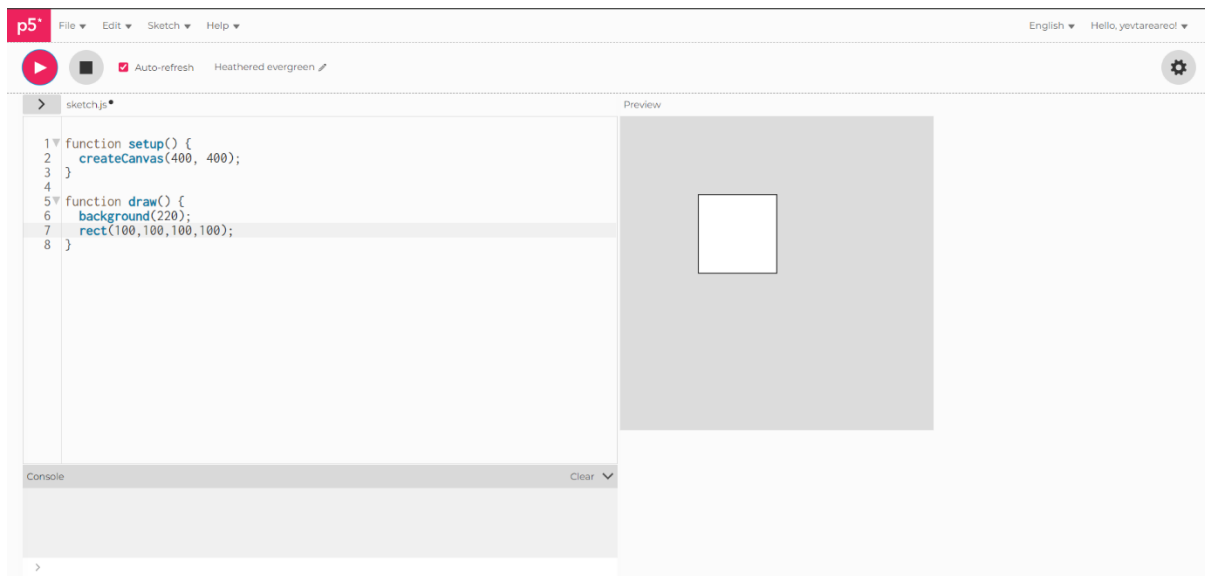 p5* File Edit Sketch Help English Hello, yevtareareo!
Auto-refresh Heathered evergreen
> sketch.js• Preview
1 function setup() {
2 createCanvas(400, 400);
3 }
4
5 function draw() {
6 background(220);
7 rect(100,100,100,100);
8 }
Console Clear
>